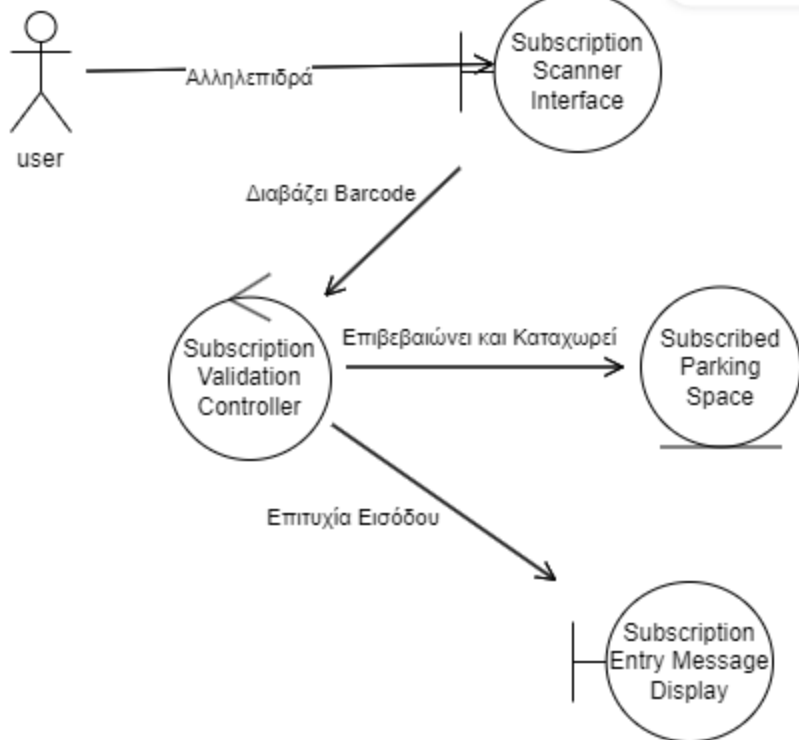 Subscription
Scanner
Interface
Αλληλεπιδρά
user
Διαβάζει Barcode
Subscription
Validation
Controller
Επιβεβαιώνει και Καταχωρεί
Subscribed
Parking
Space
Επιτυχία Εισόδου
Subscription
Entry Message
Display